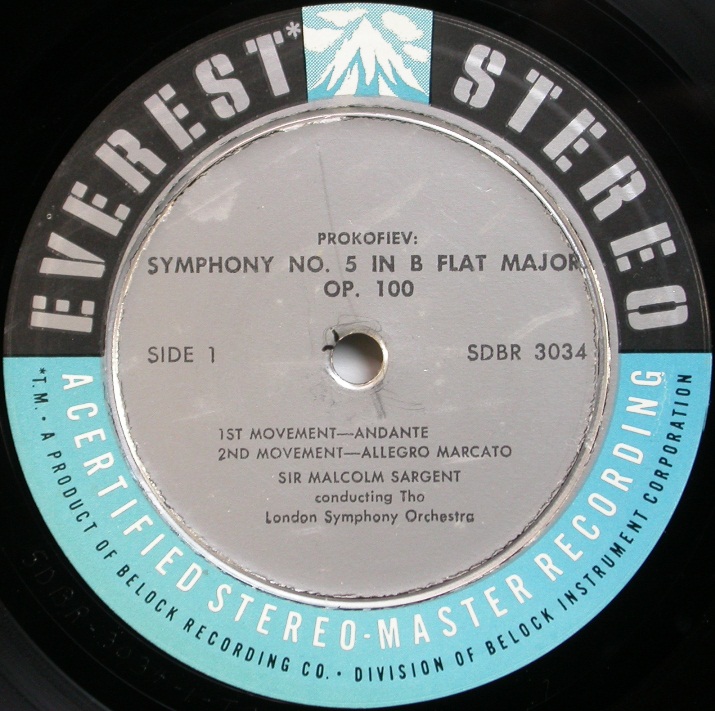 EVEREST* STEREO
PROKOFIEV:
SYMPHONY NO. 5 IN B FLAT MAJOR
OP. 100
SIDE 1
SDBR 3034
1ST MOVEMENT—ANDANTE
2ND MOVEMENT—ALLEGRO MARCATO
SIR MALCOLM SARGENT
conducting The
London Symphony Orchestra
A CERTIFIED STEREO-MASTER RECORDING
*T.M. • A PRODUCT OF BELOCK RECORDING CO. • DIVISION OF BELOCK INSTRUMENT CORPORATION